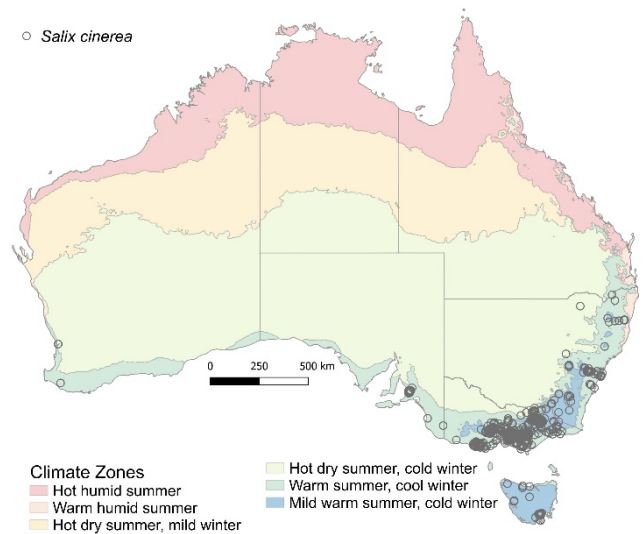 Salix cinerea
0 250 500 km
Climate Zones
Hot humid summer
Warm humid summer
Hot dry summer, mild winter
Hot dry summer, cold winter
Warm summer, cool winter
Mild warm summer, cold winter